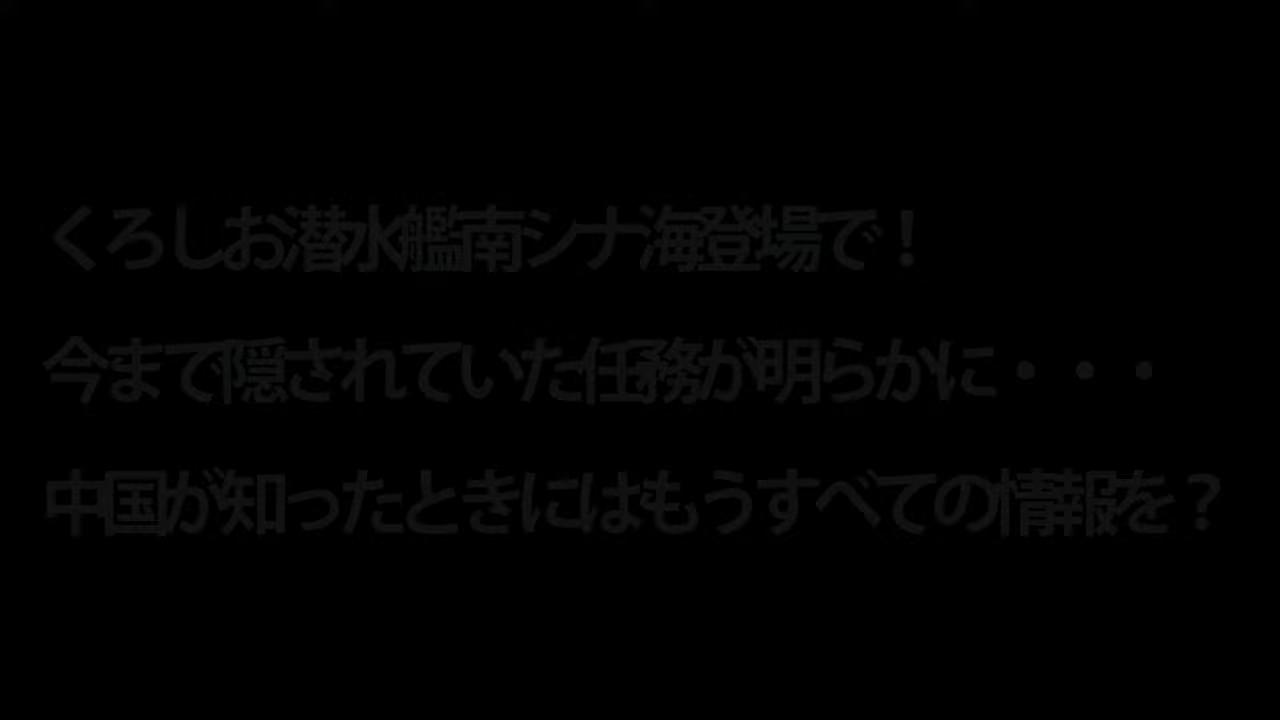 くろしお潜水艦南シナ海登場で！
今まで隠されていた任務が明らかに・・・
中国が知ったときにはもうすべての情報を？